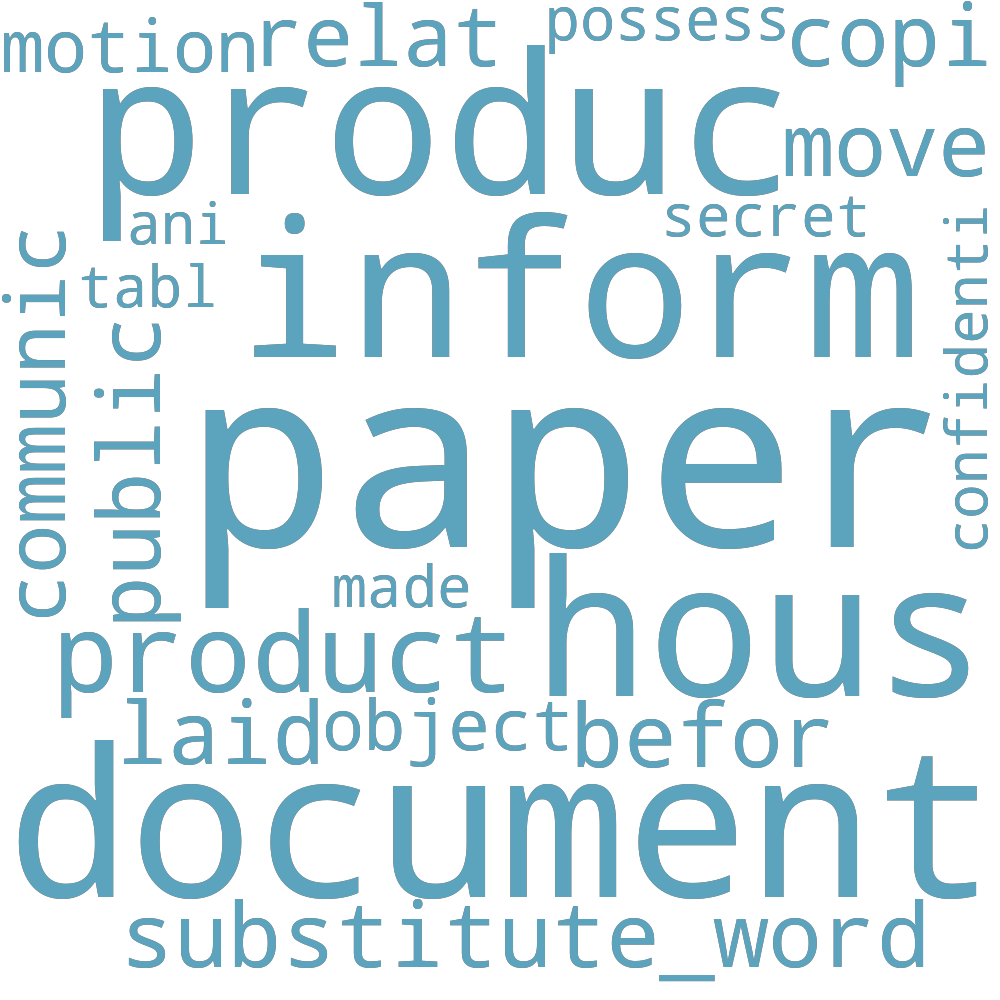 motion relat possess copi
produc move
ani secret
inform
tabl
communic
public
confidenti
paper
made
hous
product
laid object befor
document
substitute_word